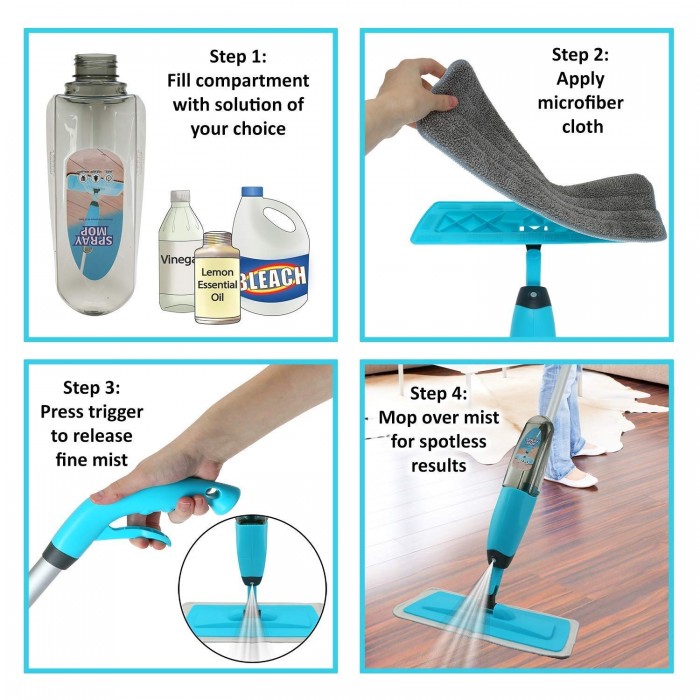 Step 1:
Fill compartment
with solution of
your choice
SPRAY
MOP
Vinega
Lemon
Essential
Oil
BLEACH
Step 2:
Apply
microfiber
cloth
Step 3:
Press trigger
to release
fine mist
Step 4:
Mop over mist
for spotless
results